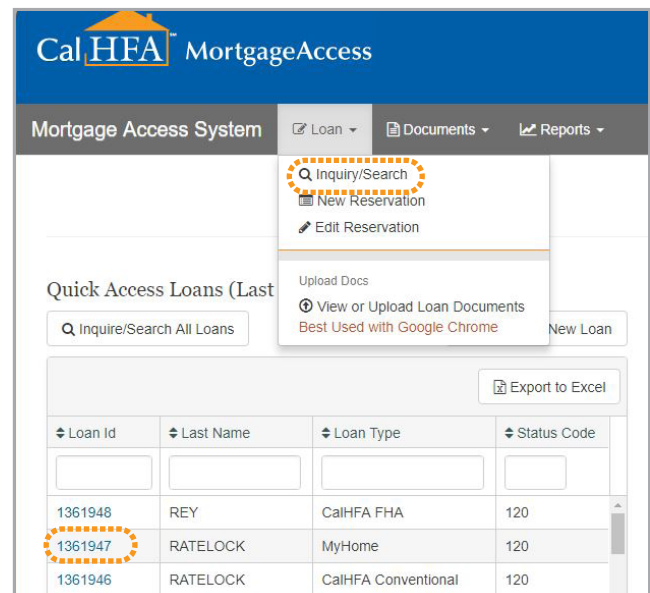 CalHFA™ MortgageAccess
Mortgage Access System Loan Documents Reports
Inquiry/Search
New Reservation
Edit Reservation
Upload Docs
View or Upload Loan Documents
Best Used with Google Chrome
Quick Access Loans (Last
Inquire/Search All Loans
New Loan
Export to Excel
Loan Id Last Name Loan Type Status Code
1361948 REY CalHFA FHA 120
1361947 RATELOCK MyHome 120
1361946 RATELOCK CalHFA Conventional 120